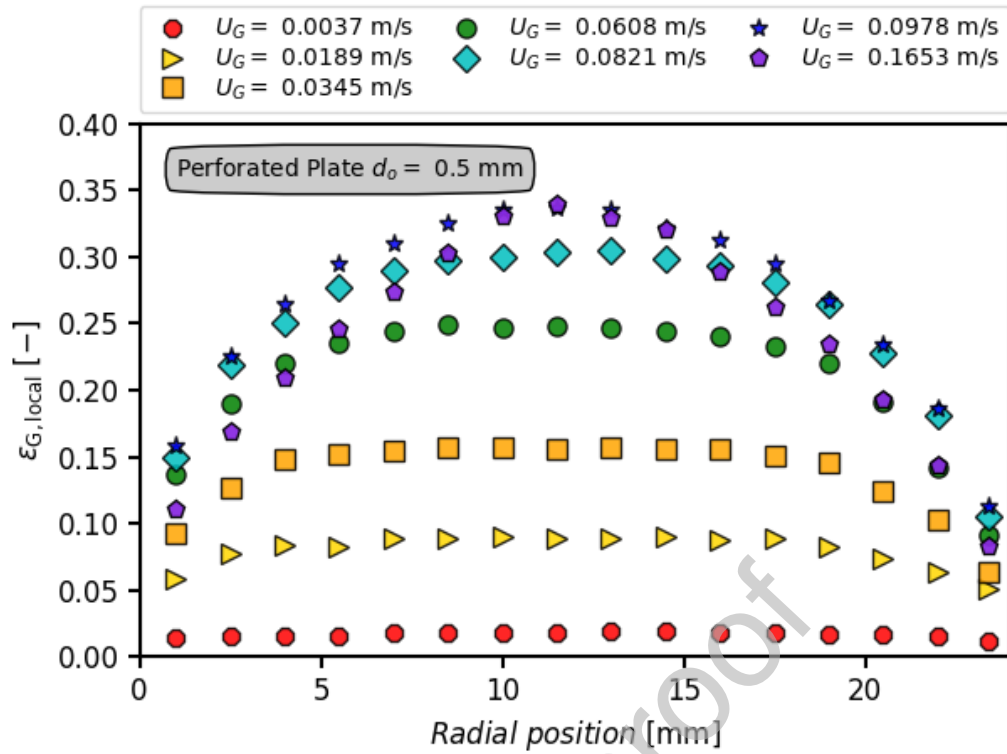 U_G = 0.0037 m/s U_G = 0.0608 m/s U_G = 0.0978 m/s
U_G = 0.0189 m/s U_G = 0.0821 m/s U_G = 0.1653 m/s
U_G = 0.0345 m/s
0.40
Perforated Plate d_o = 0.5 mm
0.35
0.30
0.25
0.20
0.15
0.10
0.05
0.00
ε_G,local [−]
0 5 10 15 20
Radial position [mm]
roof